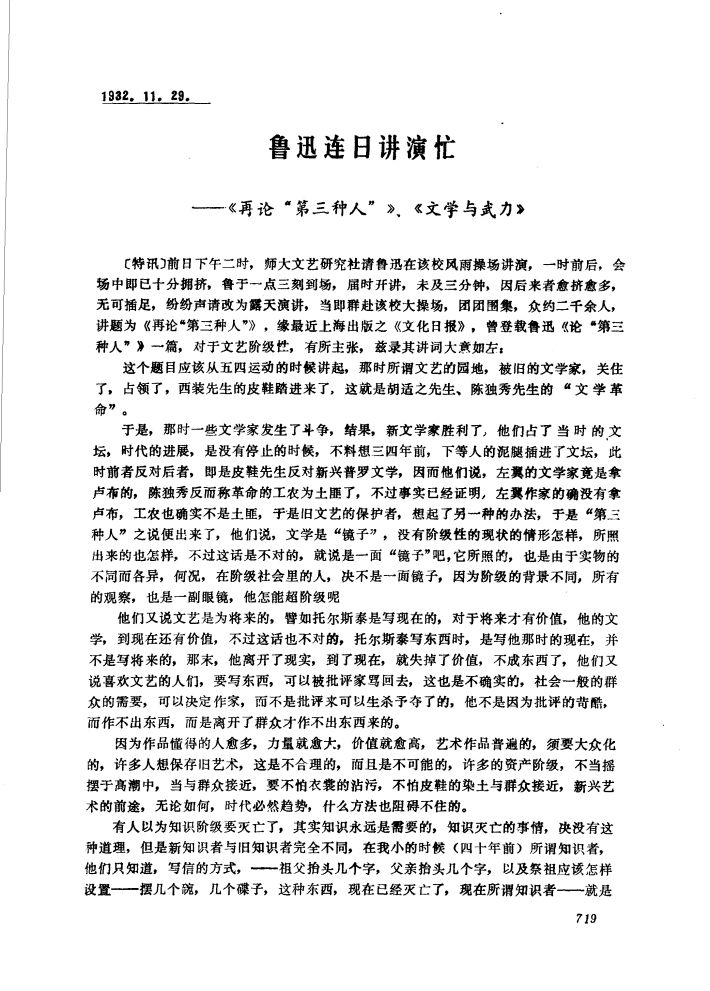 1932. 11. 29.
鲁迅连日讲演忙
——《再论“第三种人”》、《文学与武力》
〔特讯〕前日下午二时，师大文艺研究社请鲁迅在该校风雨操场讲演，一时前后，会
场中即已十分拥挤，鲁于一点三刻到场，届时开讲，未及三分钟，因后来者愈挤愈多，
无可插足，纷纷声请改为露天演讲，当即群赴该校大操场，团团围集，众约二千余人，
讲题为《再论“第三种人”》，缘最近上海出版之《文化日报》，曾登载鲁迅《论“第三
种人”》一篇，对于文艺阶级性，有所主张，兹录其讲词大意如左：
这个题目应该从五四运动的时候讲起，那时所谓文艺的园地，被旧的文学家，关住
了，占领了，西装先生的皮鞋踏进来了，这就是胡适之先生、陈独秀先生的“文学革
命”。
于是，那时一些文学家发生了斗争，结果，新文学家胜利了，他们占了当时的文
坛，时代的进展，是没有停止的时候，不料想三四年前，下等人的泥腿插进了文坛，此
时前者反对后者，即是皮鞋先生反对新兴普罗文学，因而他们说，左翼的文学家竟是拿
卢布的，陈独秀反而称革命的工农为土匪了，不过事实已经证明，左翼作家的确没有拿
卢布，工农也确实不是土匪，于是旧文艺的保护者，想起了另一种的办法，于是“第三
种人”之说便出来了，他们说，文学是“镜子”，没有阶级性的现状的情形怎样，所照
出来的也怎样，不过这话是不对的，就说是一面“镜子”吧，它所照的，也是由于实物的
不同而各异，何况，在阶级社会里的人，决不是一面镜子，因为阶级的背景不同，所有
的观察，也是一副眼镜，他怎能超阶级呢
他们又说文艺是为将来的，譬如托尔斯泰是写现在的，对于将来才有价值，他的文
学，到现在还有价值，不过这话也不对的，托尔斯泰写东西时，是写他那时的现在，并
不是写将来的，那末，他离开了现实，到了现在，就失掉了价值，不成东西了，他们又
说喜欢文艺的人们，要写东西，可以被批评家骂回去，这也是不确实的，社会一般的群
众的需要，可以决定作家，而不是批评来可以生杀予夺了的，他不是因为批评的苛酷，
而作不出东西，而是离开了群众才作不出东西来的。
因为作品懂得的人愈多，力量就愈大，价值就愈高，艺术作品普遍的，须要大众化
的，许多人想保存旧艺术，这是不合理的，而且是不可能的，许多的资产阶级，不当摇
摆于高潮中，当与群众接近，要不怕衣裳的沾污，不怕皮鞋的染土与群众接近，新兴艺
术的前途，无论如何，时代必然趋势，什么方法也阻碍不住的。
有人以为知识阶级要灭亡了，其实知识永远是需要的，知识灭亡的事情，决没有这
种道理，但是新知识者与旧知识者完全不同，在我小的时候（四十年前）所谓知识者，
他们只知道，写信的方式，——祖父抬头几个字，父亲抬头几个字，以及祭祖应该怎样
设置——摆几个碗，几个碟子，这种东西，现在已经灭亡了，现在所谓知识者——就是
719